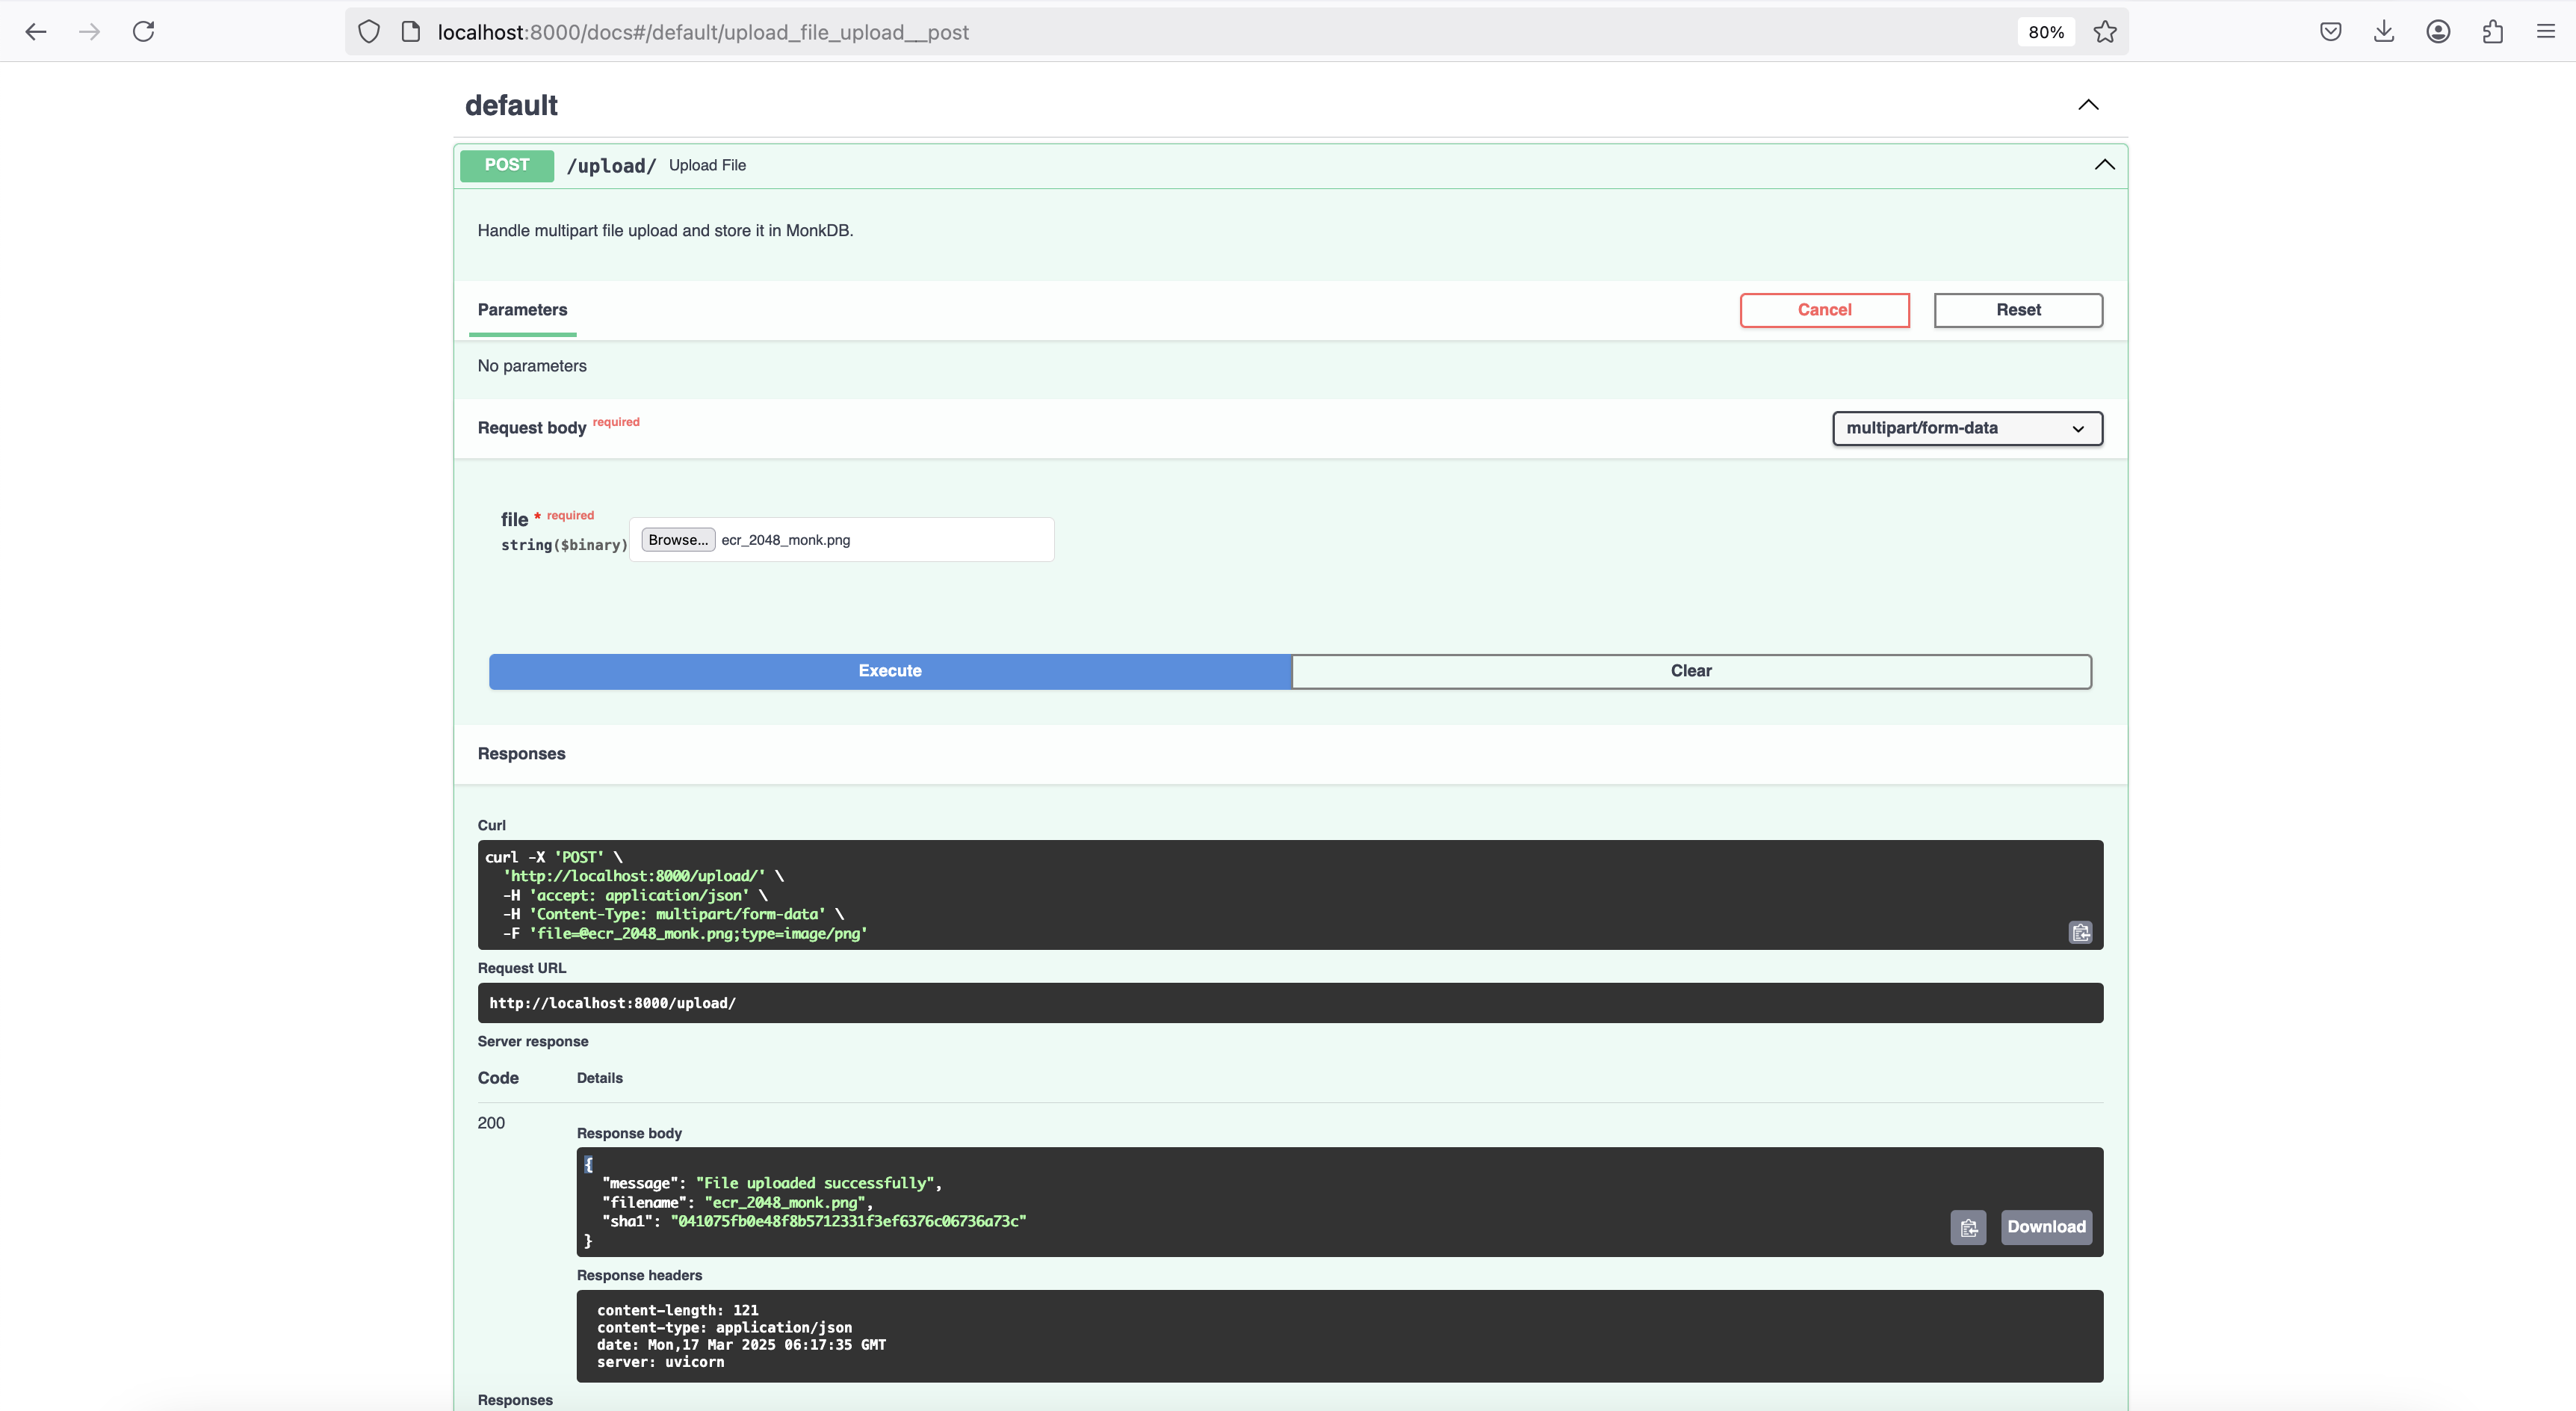 localhost:8000/docs#/default/upload_file_upload__post
80%
default
POST /upload/ Upload File
Handle multipart file upload and store it in MonkDB.
Parameters
Cancel
Reset
No parameters
Request body required
multipart/form-data
file * required
string($binary)
Browse... ecr_2048_monk.png
Execute
Clear
Responses
Curl
curl -X 'POST' \
'http://localhost:8000/upload/' \
-H 'accept: application/json' \
-H 'Content-Type: multipart/form-data' \
-F 'file=@ecr_2048_monk.png;type=image/png'
Request URL
http://localhost:8000/upload/
Server response
Code Details
200
Response body
{
"message": "File uploaded successfully",
"filename": "ecr_2048_monk.png",
"sha1": "041075fb0e48f8b5712331f3ef6376c06736a73c"
}
Download
Response headers
content-length: 121
content-type: application/json
date: Mon,17 Mar 2025 06:17:35 GMT
server: uvicorn
Responses